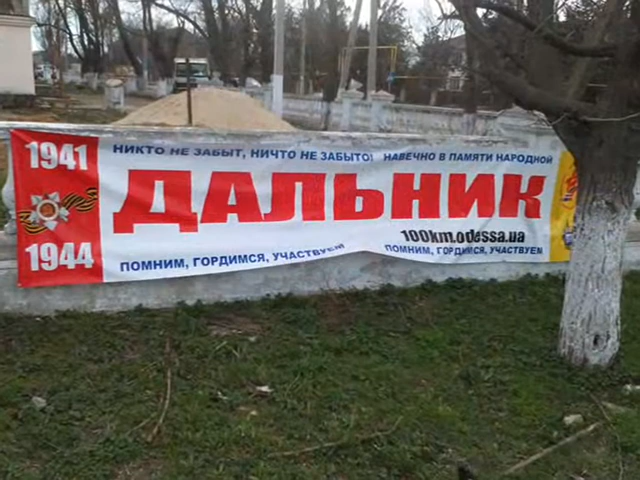 1941
1944
НИКТО НЕ ЗАБЫТ, НИЧТО НЕ ЗАБЫТО! НАВЕЧНО В ПАМЯТИ НАРОДНОЙ
ДАЛЬНИК
100km.odessa.ua
ПОМНИМ, ГОРДИМСЯ, УЧАСТВУЕМ ПОМНИМ, ГОРДИМСЯ, УЧАСТВУЕМ